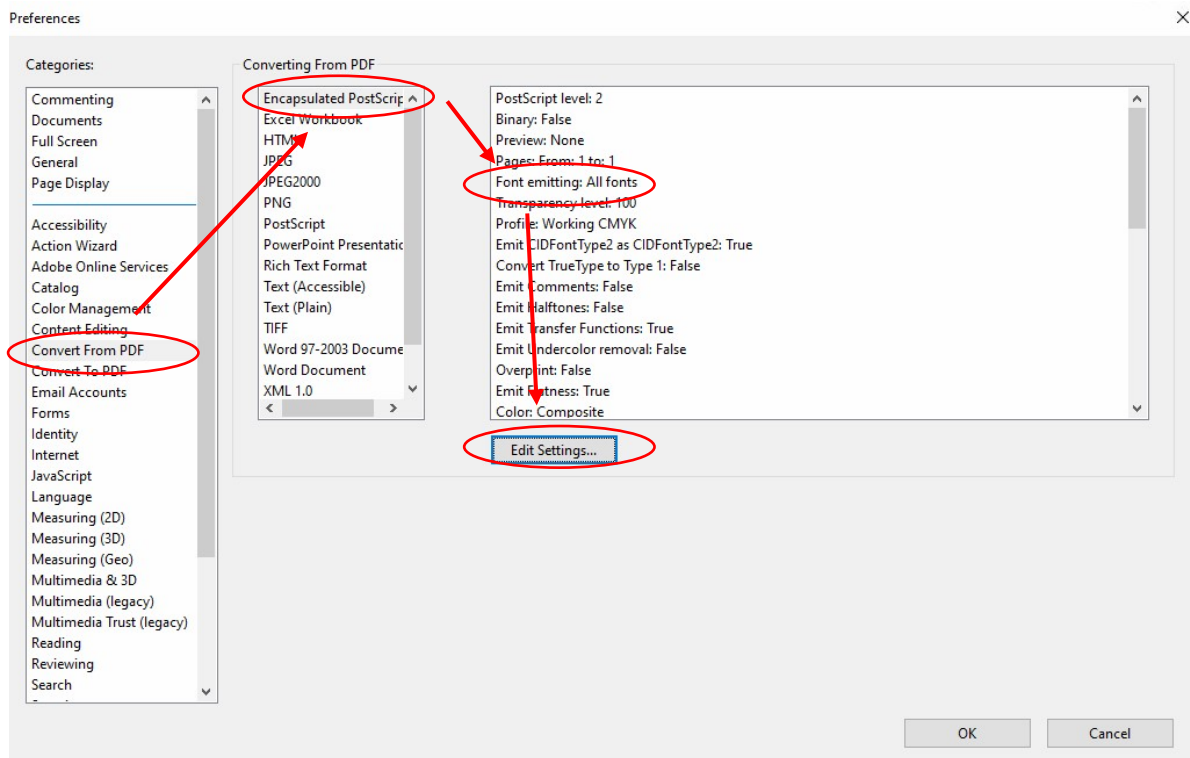 Preferences
Categories:
Commenting
Documents
Full Screen
General
Page Display
Accessibility
Action Wizard
Adobe Online Services
Catalog
Color Management
Content Editing
Convert From PDF
Convert To PDF
Email Accounts
Forms
Identity
Internet
JavaScript
Language
Measuring (2D)
Measuring (3D)
Measuring (Geo)
Multimedia & 3D
Multimedia (legacy)
Multimedia Trust (legacy)
Reading
Reviewing
Search
Converting From PDF
Encapsulated PostScrip
Excel Workbook
HTML
JPEG
JPEG2000
PNG
PostScript
PowerPoint Presentatic
Rich Text Format
Text (Accessible)
Text (Plain)
TIFF
Word 97-2003 Docume
Word Document
XML 1.0
PostScript level: 2
Binary: False
Preview: None
Pages: From: 1 to: 1
Font emitting: All fonts
Transparency level: 100
Profile: Working CMYK
Emit CIDFontType2 as CIDFontType2: True
Convert TrueType to Type 1: False
Emit Comments: False
Emit Halftones: False
Emit Transfer Functions: True
Emit Undercolor removal: False
Overprint: False
Emit Flatness: True
Color: Composite
Edit Settings...
OK
Cancel